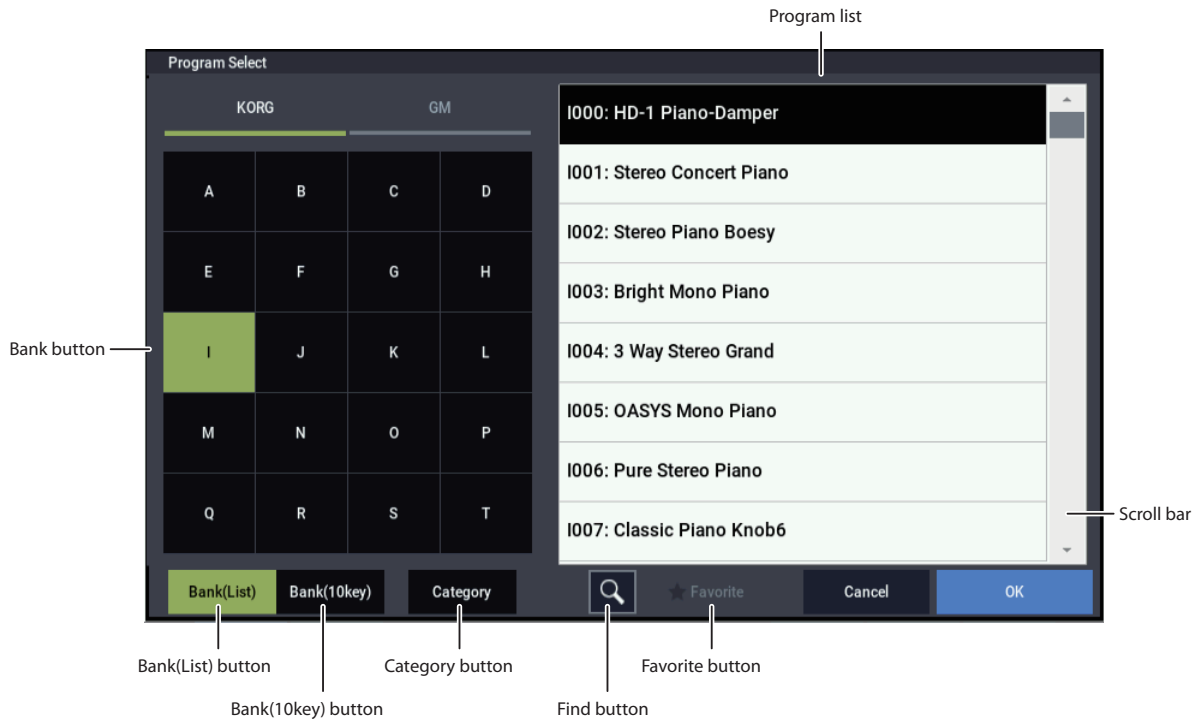 Program list
Program Select
KORG
GM
A
B
C
D
E
F
G
H
I
J
K
L
M
N
O
P
Q
R
S
T
I000: HD-1 Piano-Damper
I001: Stereo Concert Piano
I002: Stereo Piano Boesy
I003: Bright Mono Piano
I004: 3 Way Stereo Grand
I005: OASYS Mono Piano
I006: Pure Stereo Piano
I007: Classic Piano Knob6
Bank button
Scroll bar
Bank(List)
Bank(10key)
Category
Favorite
Cancel
OK
Bank(List) button
Category button
Favorite button
Bank(10key) button
Find button